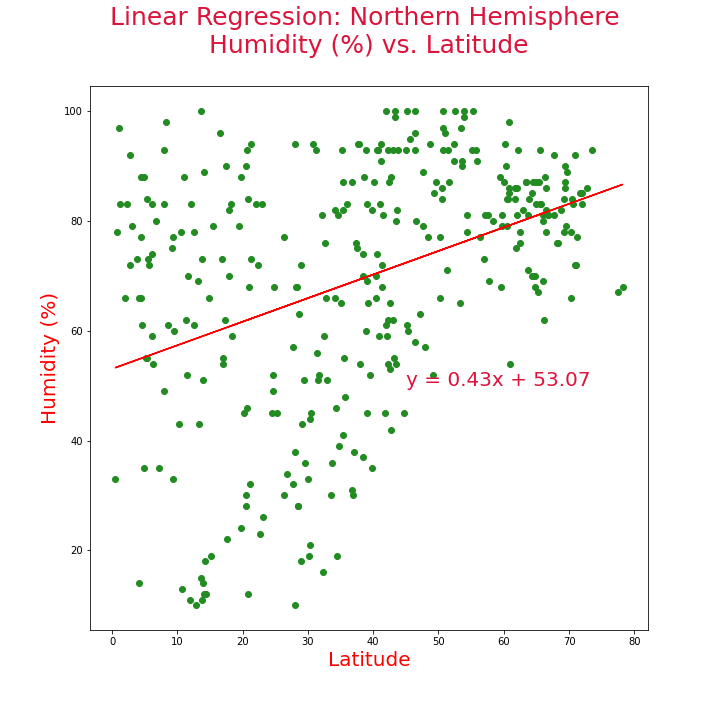 Linear Regression: Northern Hemisphere
Humidity (%) vs. Latitude
100
80
60
40
20
Humidity (%)
y = 0.43x + 53.07
0 10 20 30 40 50 60 70 80
Latitude